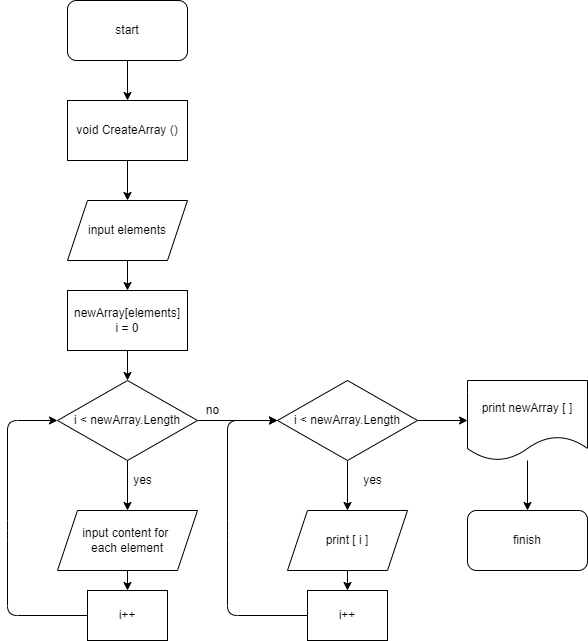 start
void CreateArray ()
input elements
newArray[elements]
i = 0
i < newArray.Length
no
yes
input content for
each element
i++
i < newArray.Length
yes
print [ i ]
i++
print newArray [ ]
finish